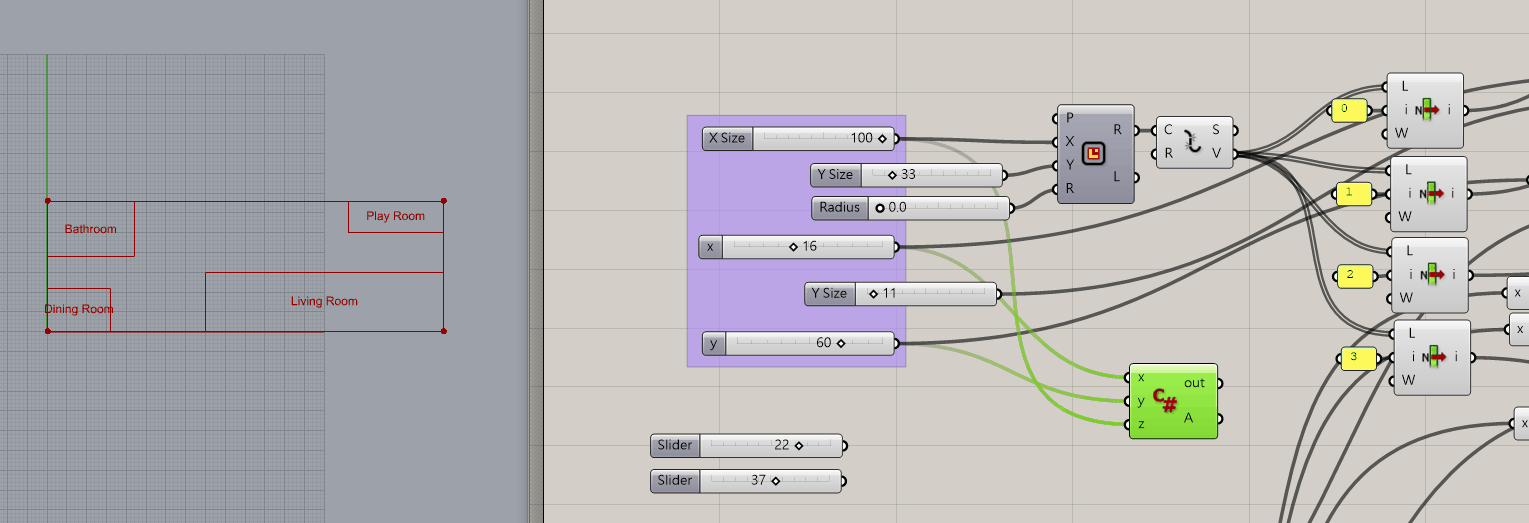 Bathroom
Play Room
Dining Room
Living Room
X Size 100
Y Size 33
Radius 0.0
x 16
Y Size 11
y 60
Slider 22
Slider 37
P
X
Y
R
R
L
C
R
S
V
x
y
z
C#
out
A
0
L
i
W
N
i
1
L
i
W
N
i
2
L
i
W
N
i
3
L
i
W
N
i
x
x
x